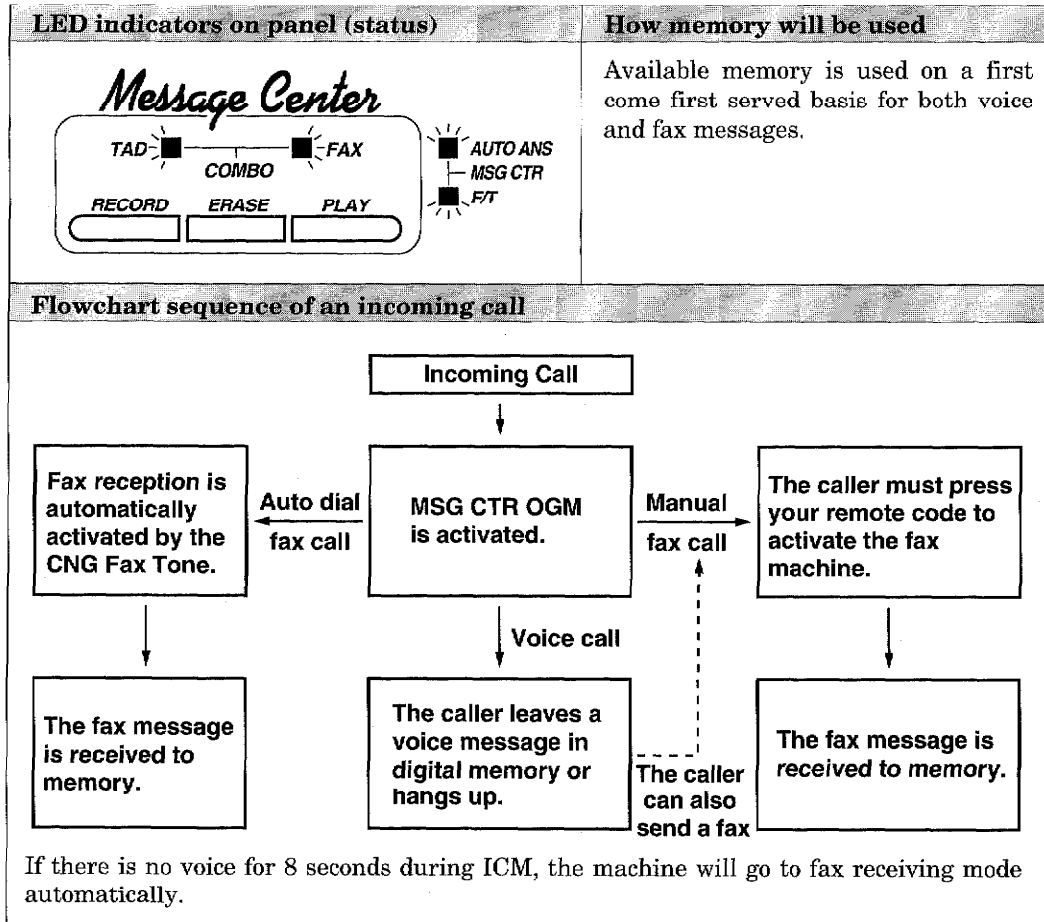 LED indicators on panel (status)
How memory will be used
Message Center
TAD
FAX
COMBO
RECORD ERASE PLAY
AUTO ANS
MSG CTR
F/T
Available memory is used on a first
come first served basis for both voice
and fax messages.
Flowchart sequence of an incoming call
Incoming Call
Fax reception is
automatically
activated by the
CNG Fax Tone.
Auto dial
fax call
MSG CTR OGM
is activated.
Manual
fax call
The caller must press
your remote code to
activate the fax
machine.
Voice call
The fax message
is received to
memory.
The caller leaves a
voice message in
digital memory or
hangs up.
The caller
can also
send a fax
The fax message is
received to memory.
If there is no voice for 8 seconds during ICM, the machine will go to fax receiving mode
automatically.